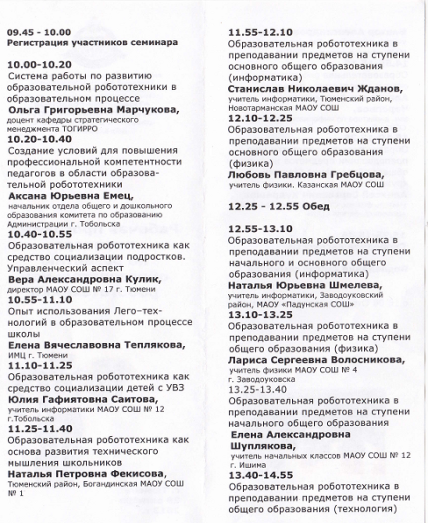 09.45 - 10.00
Регистрация участников семинара
10.00-10.20
Система работы по развитию
образовательной робототехники в
образовательном процессе
Ольга Григорьевна Марчукова,
доцент кафедры стратегического
менеджмента ТОГИРРО
10.20-10.40
Создание условий для повышения
профессиональной компетентности
педагогов в области образова-
тельной робототехники
Аксана Юрьевна Емец,
начальник отдела общего и дошкольного
образования комитета по образованию
Администрации г. Тобольска
10.40-10.55
Образовательная робототехника как
средство социализации подростков.
Управленческий аспект
Вера Александровна Кулик,
директор МАОУ СОШ № 17 г. Тюмени
10.55-11.10
Опыт использования Лего-тех-
нологий в образовательном процессе
школы
Елена Вячеславовна Теплякова,
ИМЦ г. Тюмени
11.10-11.25
Образовательная робототехника как
средство социализации детей с УВЗ
Юлия Гафиятовна Саитова,
учитель информатики МАОУ СОШ № 12
г.Тобольска
11.25-11.40
Образовательная робототехника как
основа развития технического
мышления школьников
Наталья Петровна Фекисова,
Тюменский район, Богандинская МАОУ СОШ
№ 1
11.55-12.10
Образовательная робототехника в
преподавании предметов на ступени
основного общего образования
(информатика)
Станислав Николаевич Жданов,
учитель информатики, Тюменский район,
Новотарманская МАОУ СОШ
12.10-12.25
Образовательная робототехника в
преподавании предметов на ступени
основного общего образования
(физика)
Любовь Павловна Гребцова,
учитель физики. Казанская МАОУ СОШ
12.25 - 12.55 Обед
12.55-13.10
Образовательная робототехника в
преподавании предметов на ступени
начального и основного общего
образования (информатика)
Наталья Юрьевна Шмелева,
учитель информатики, Заводоуковский
район, МАОУ «Падунская СОШ»
13.10-13.25
Образовательная робототехника в
преподавании предметов на ступени
общего образования (физика)
Лариса Сергеевна Волосникова,
учитель физики МАОУ СОШ № 4
г. Заводоуковска
13.25-13.40
Образовательная робототехника в
преподавании предметов на ступени
начального общего образования
Елена Александровна
Шуплякова,
учитель начальных классов МАОУ СОШ № 12
г. Ишима
13.40-14.55
Образовательная робототехника в
преподавании предметов на ступени
общего образования (технология)